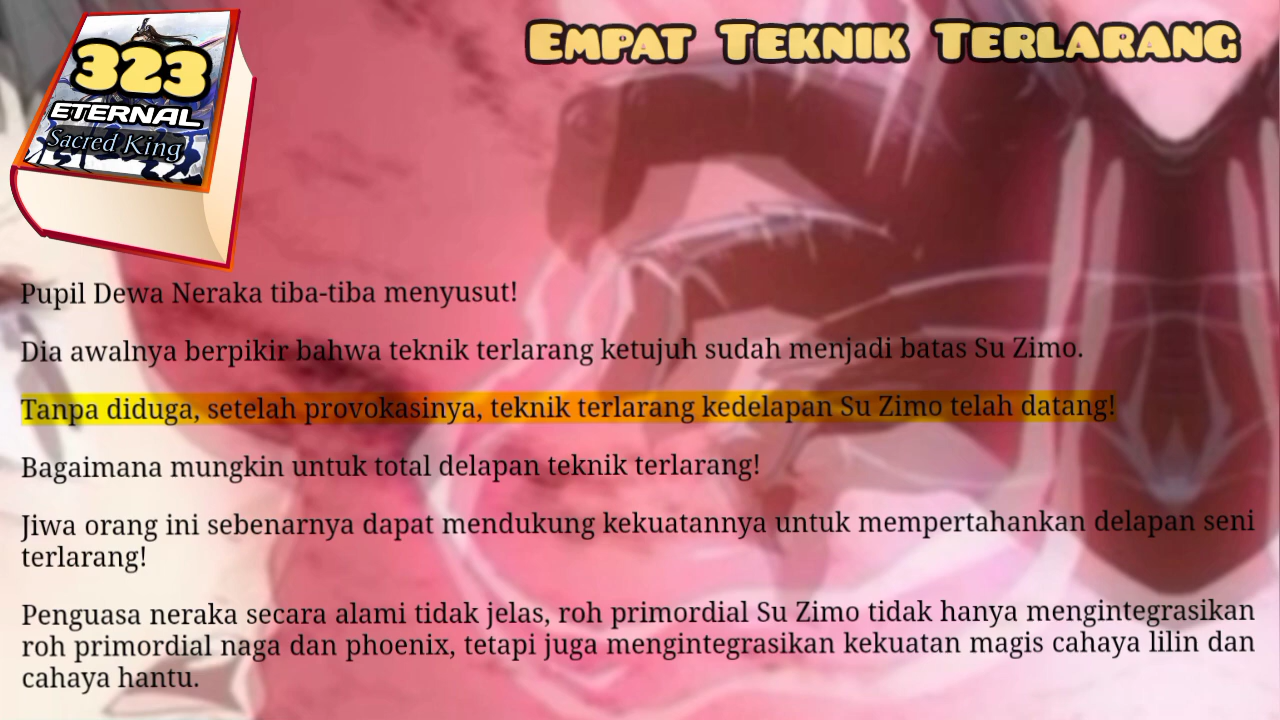 323
ETERNAL
Sacred King
Empat Teknik Terlarang
Pupil Dewa Neraka tiba-tiba menyusut!
Dia awalnya berpikir bahwa teknik terlarang ketujuh sudah menjadi batas Su Zimo.
Tanpa diduga, setelah provokasinya, teknik terlarang kedelapan Su Zimo telah datang!
Bagaimana mungkin untuk total delapan teknik terlarang!
Jiwa orang ini sebenarnya dapat mendukung kekuatannya untuk mempertahankan delapan seni
terlarang!
Penguasa neraka secara alami tidak jelas, roh primordial Su Zimo tidak hanya mengintegrasikan
roh primordial naga dan phoenix, tetapi juga mengintegrasikan kekuatan magis cahaya lilin dan
cahaya hantu.